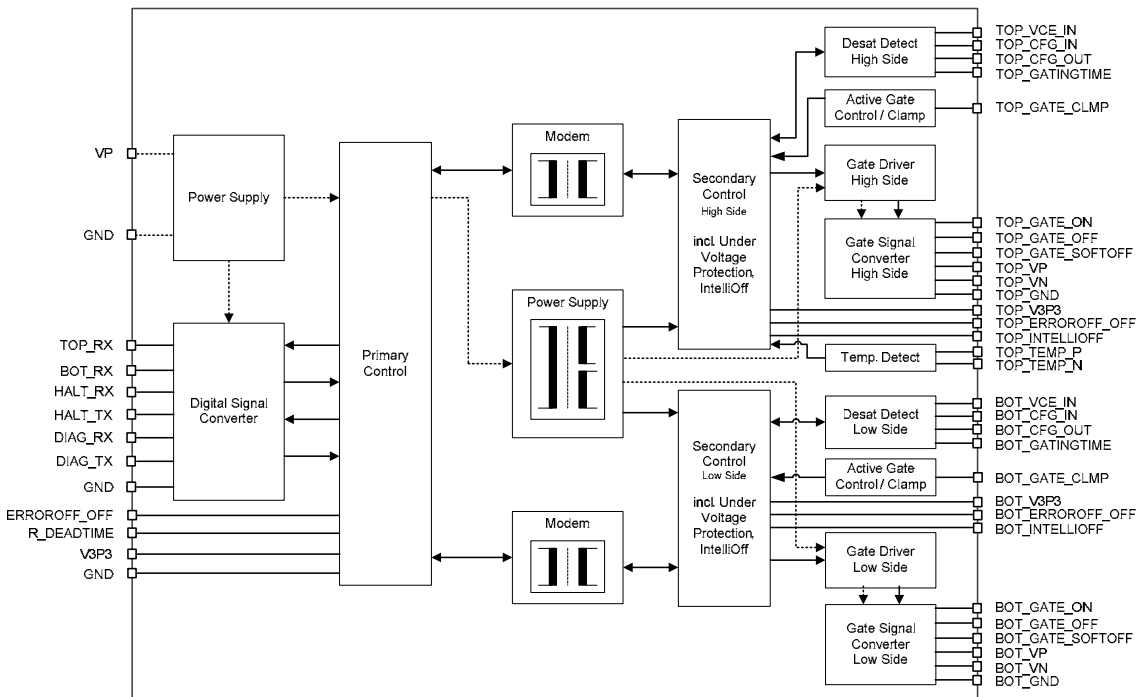 VP
GND
TOP_RX
BOT_RX
HALT_RX
HALT_TX
DIAG_RX
DIAG_TX
GND
ERROROFF_OFF
R_DEADTIME
V3P3
GND
Power Supply
Digital Signal
Converter
Primary
Control
Modem
Power Supply
Modem
Secondary
Control
High Side
incl. Under
Voltage
Protection,
IntelliOff
Secondary
Control
Low Side
incl. Under
Voltage
Protection,
IntelliOff
Desat Detect
High Side
Active Gate
Control / Clamp
Gate Driver
High Side
Gate Signal
Converter
High Side
Temp. Detect
Desat Detect
Low Side
Active Gate
Control / Clamp
Gate Driver
Low Side
Gate Signal
Converter
Low Side
TOP_VCE_IN
TOP_CFG_IN
TOP_CFG_OUT
TOP_GATINGTIME
TOP_GATE_CLMP
TOP_GATE_ON
TOP_GATE_OFF
TOP_GATE_SOFTOFF
TOP_VP
TOP_VN
TOP_GND
TOP_V3P3
TOP_ERROROFF_OFF
TOP_INTELLIOFF
TOP_TEMP_P
TOP_TEMP_N
BOT_VCE_IN
BOT_CFG_IN
BOT_CFG_OUT
BOT_GATINGTIME
BOT_GATE_CLMP
BOT_V3P3
BOT_ERROROFF_OFF
BOT_INTELLIOFF
BOT_GATE_ON
BOT_GATE_OFF
BOT_GATE_SOFTOFF
BOT_VP
BOT_VN
BOT_GND